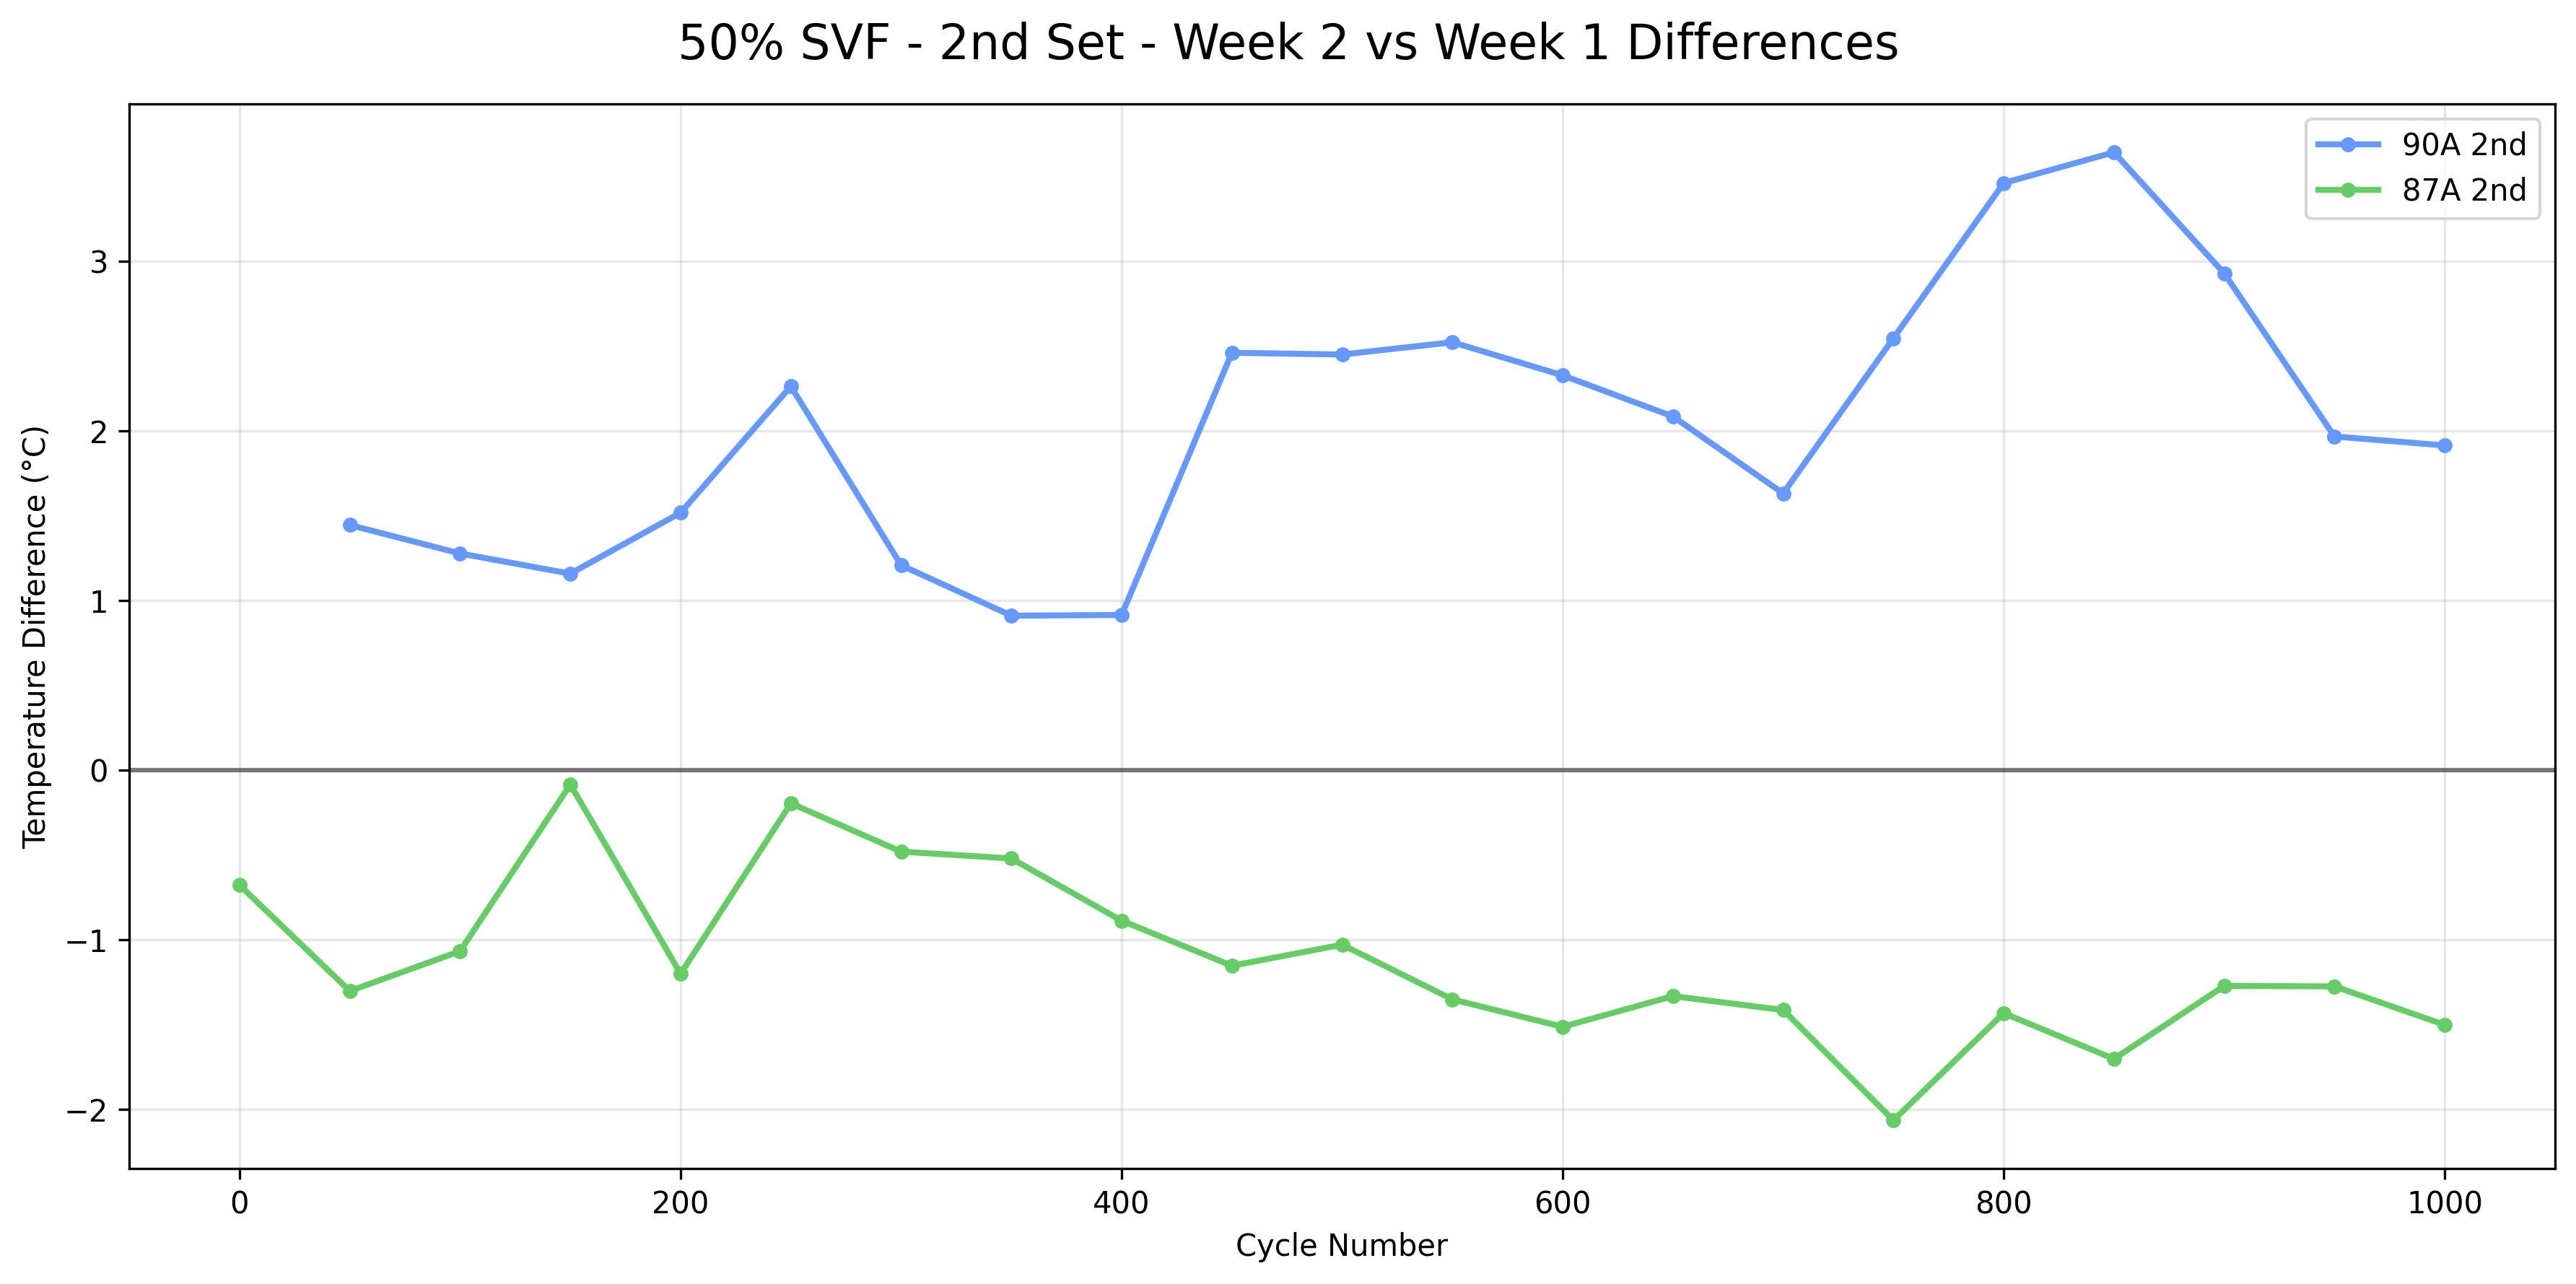 50% SVF - 2nd Set - Week 2 vs Week 1 Differences
90A 2nd
87A 2nd
Temperature Difference (°C)
3
2
1
0
−1
−2
0 200 400 600 800 1000
Cycle Number